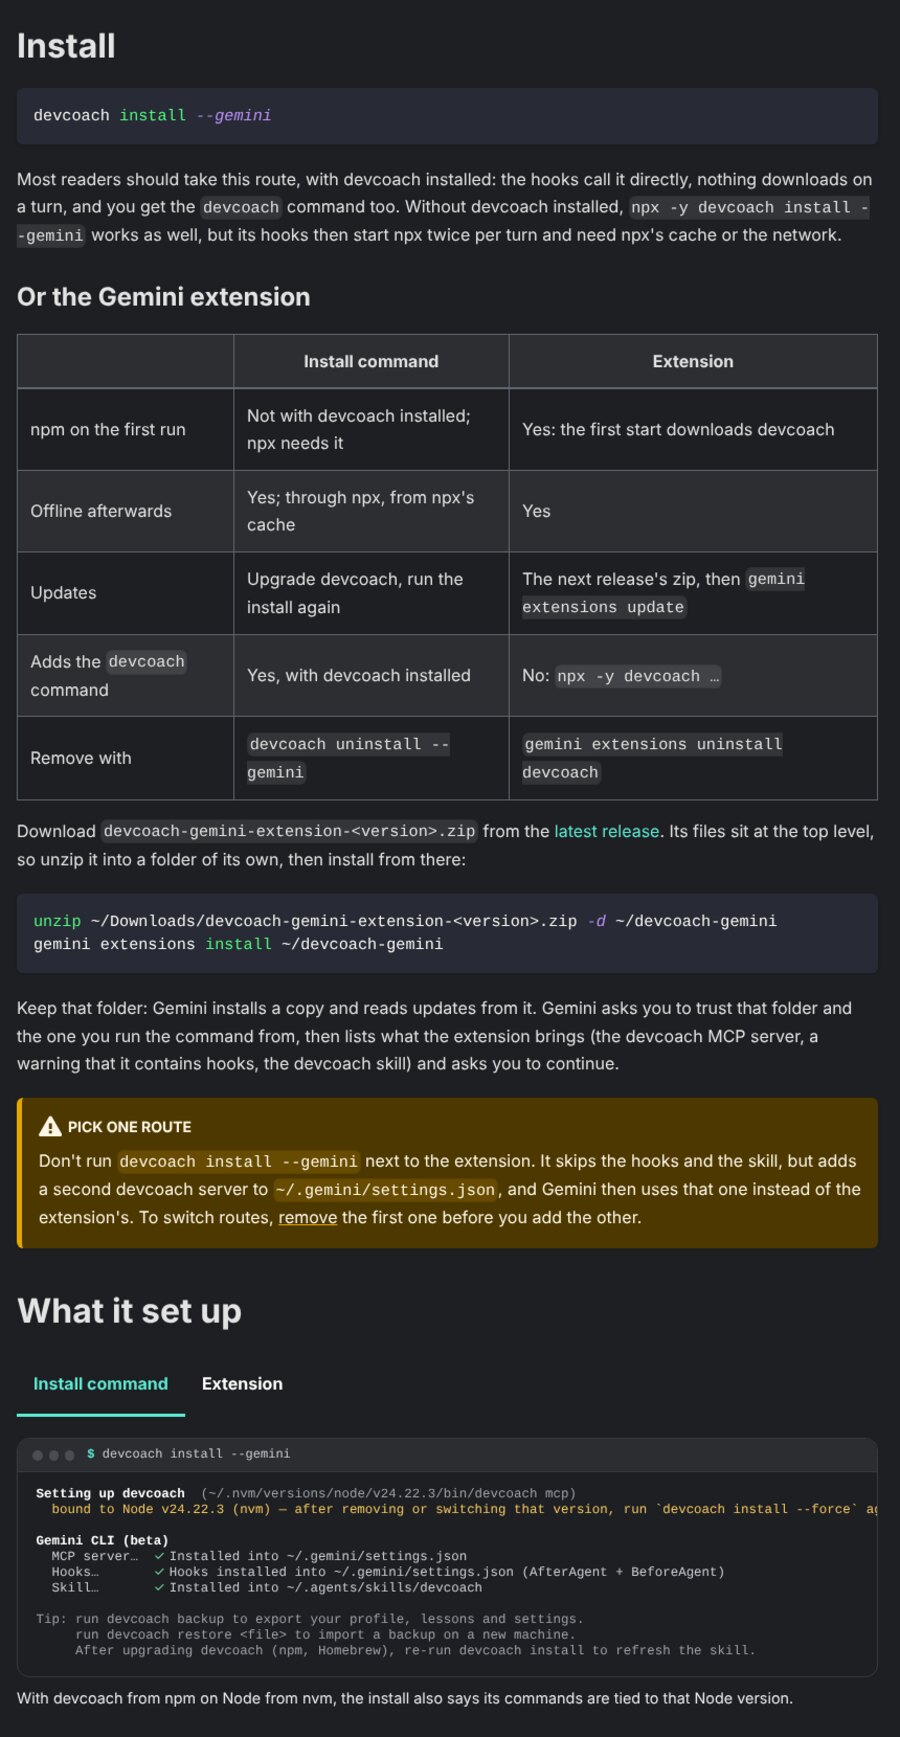 Install
devcoach install --gemini
Most readers should take this route, with devcoach installed: the hooks call it directly, nothing downloads on
a turn, and you get the devcoach command too. Without devcoach installed, npx -y devcoach install -
-gemini works as well, but its hooks then start npx twice per turn and need npx's cache or the network.
Or the Gemini extension
Install command
Extension
npm on the first run
Not with devcoach installed;
npx needs it
Yes: the first start downloads devcoach
Offline afterwards
Yes; through npx, from npx's
cache
Yes
Updates
Upgrade devcoach, run the
install again
The next release's zip, then gemini
extensions update
Adds the devcoach
command
Yes, with devcoach installed
No: npx -y devcoach …
Remove with
devcoach uninstall --
gemini
gemini extensions uninstall
devcoach
Download devcoach-gemini-extension-<version>.zip from the latest release. Its files sit at the top level,
so unzip it into a folder of its own, then install from there:
unzip ~/Downloads/devcoach-gemini-extension-<version>.zip -d ~/devcoach-gemini
gemini extensions install ~/devcoach-gemini
Keep that folder: Gemini installs a copy and reads updates from it. Gemini asks you to trust that folder and
the one you run the command from, then lists what the extension brings (the devcoach MCP server, a
warning that it contains hooks, the devcoach skill) and asks you to continue.
PICK ONE ROUTE
Don't run devcoach install --gemini next to the extension. It skips the hooks and the skill, but adds
a second devcoach server to ~/.gemini/settings.json, and Gemini then uses that one instead of the
extension's. To switch routes, remove the first one before you add the other.
What it set up
Install command
Extension
$ devcoach install --gemini
Setting up devcoach (~/.nvm/versions/node/v24.22.3/bin/devcoach mcp)
bound to Node v24.22.3 (nvm) — after removing or switching that version, run `devcoach install --force` ag
Gemini CLI (beta)
MCP server… ✓ Installed into ~/.gemini/settings.json
Hooks… ✓ Hooks installed into ~/.gemini/settings.json (AfterAgent + BeforeAgent)
Skill… ✓ Installed into ~/.agents/skills/devcoach
Tip: run devcoach backup to export your profile, lessons and settings.
run devcoach restore <file> to import a backup on a new machine.
After upgrading devcoach (npm, Homebrew), re-run devcoach install to refresh the skill.
With devcoach from npm on Node from nvm, the install also says its commands are tied to that Node version.